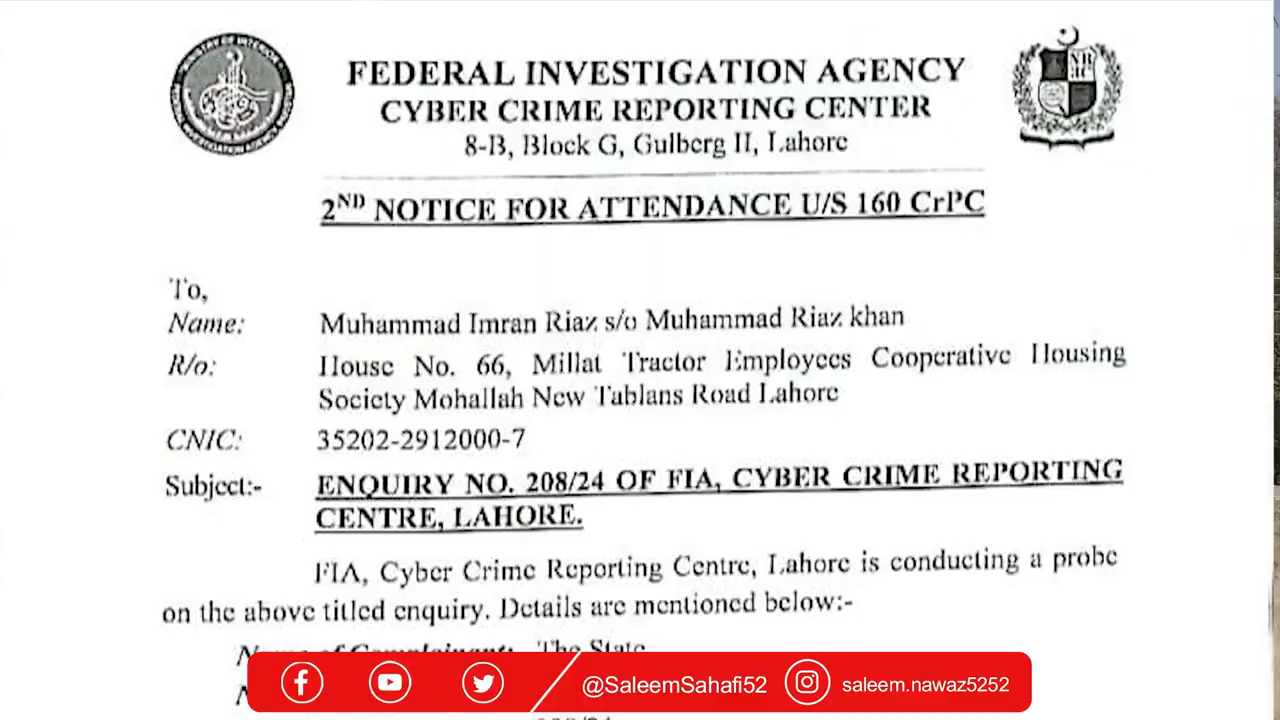 FEDERAL INVESTIGATION AGENCY
CYBER CRIME REPORTING CENTER
8-B, Block G, Gulberg II, Lahore
2ND NOTICE FOR ATTENDANCE U/S 160 CrPC
To,
Name: Muhammad Imran Riaz s/o Muhammad Riaz khan
R/o: House No. 66, Millat Tractor Employees Cooperative Housing
Society Mohallah New Tablans Road Lahore
CNIC: 35202-2912000-7
Subject:- ENQUIRY NO. 208/24 OF FIA, CYBER CRIME REPORTING
CENTRE, LAHORE.
FIA, Cyber Crime Reporting Centre, Lahore is conducting a probe
on the above titled enquiry. Details are mentioned below:-
Name of Complainant: The State
@SaleemSahafi52 saleem.nawaz5252